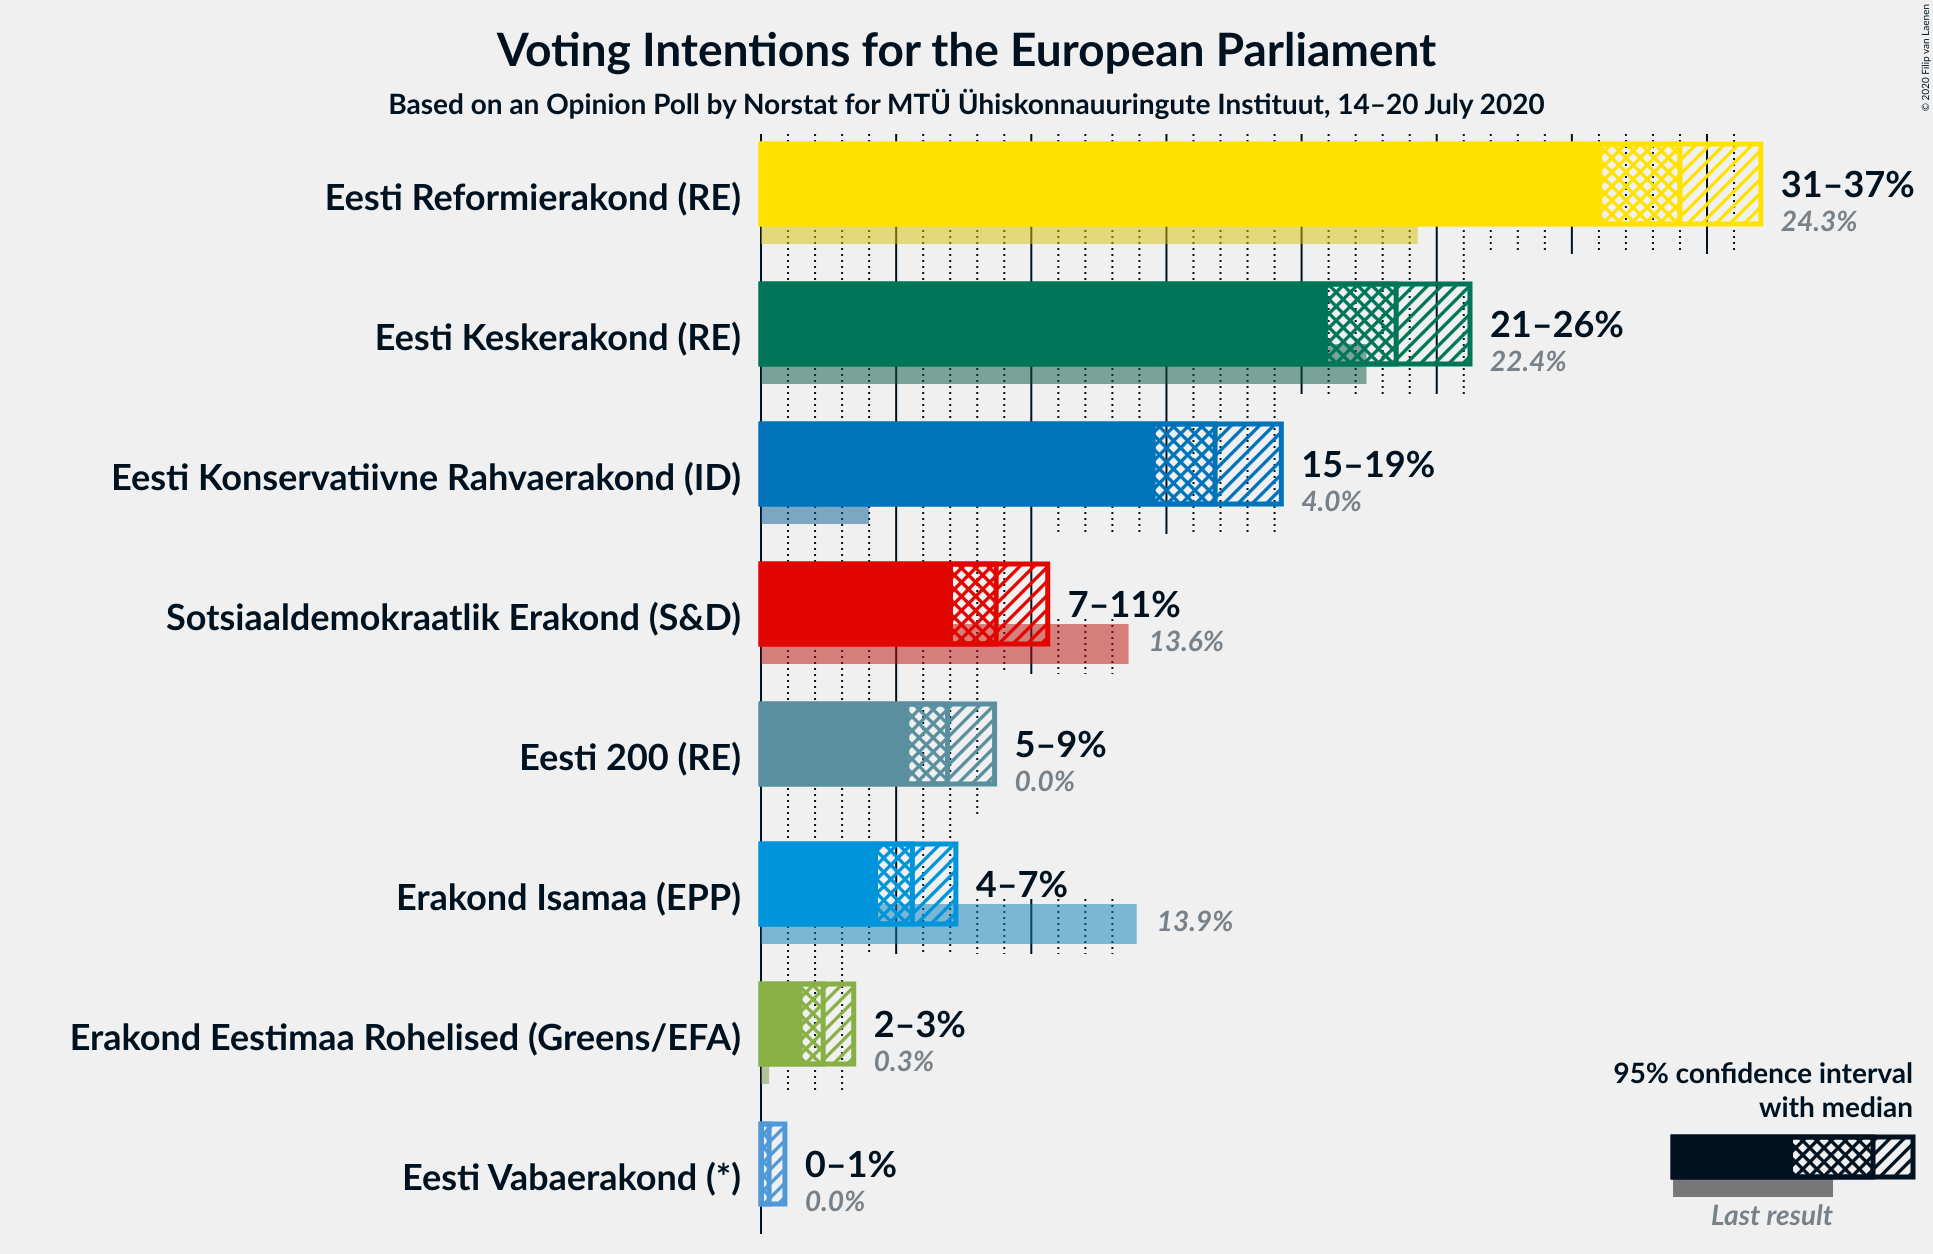 Voting Intentions for the European Parliament
Based on an Opinion Poll by Norstat for MTÜ Ühiskonnauuringute Instituut, 14–20 July 2020
© 2020 Filip van Laenen
Eesti Reformierakond (RE)
31–37%
24.3%
Eesti Keskerakond (RE)
21–26%
22.4%
Eesti Konservatiivne Rahvaerakond (ID)
15–19%
4.0%
Sotsiaaldemokraatlik Erakond (S&D)
7–11%
13.6%
Eesti 200 (RE)
5–9%
0.0%
Erakond Isamaa (EPP)
4–7%
13.9%
Erakond Eestimaa Rohelised (Greens/EFA)
2–3%
0.3%
Eesti Vabaerakond (*)
0–1%
0.0%
95% confidence interval
with median
Last result